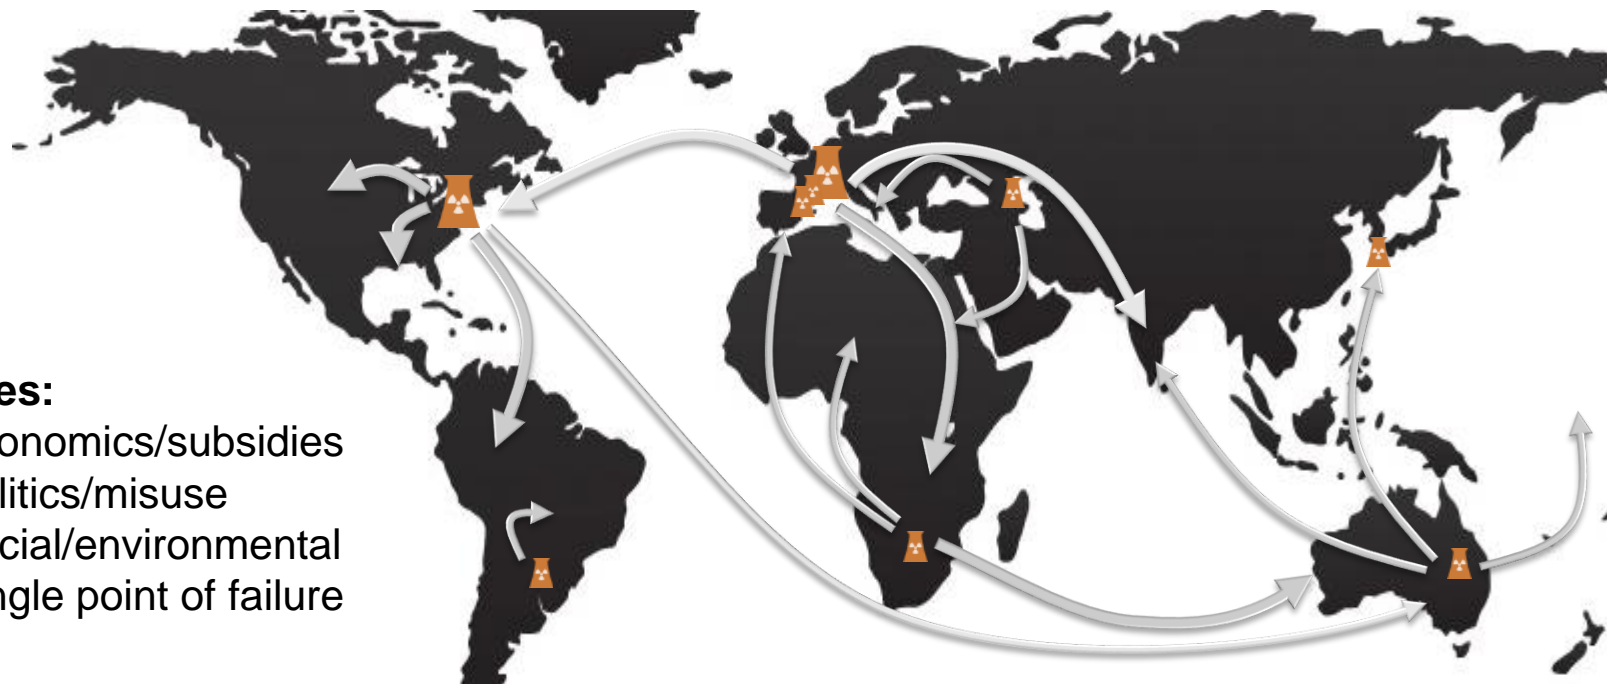 es:
onomics/subsidies
litics/misuse
cial/environmental
ngle point of failure